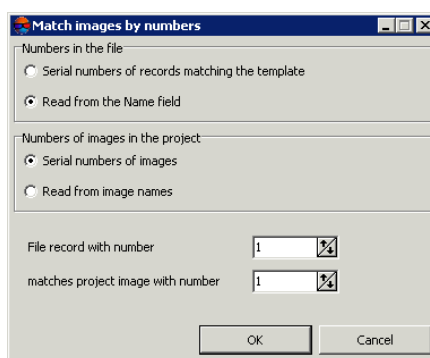 Match images by numbers
Numbers in the file
Serial numbers of records matching the template
Read from the Name field
Numbers of images in the project
Serial numbers of images
Read from image names
File record with number 1
matches project image with number 1
OK Cancel